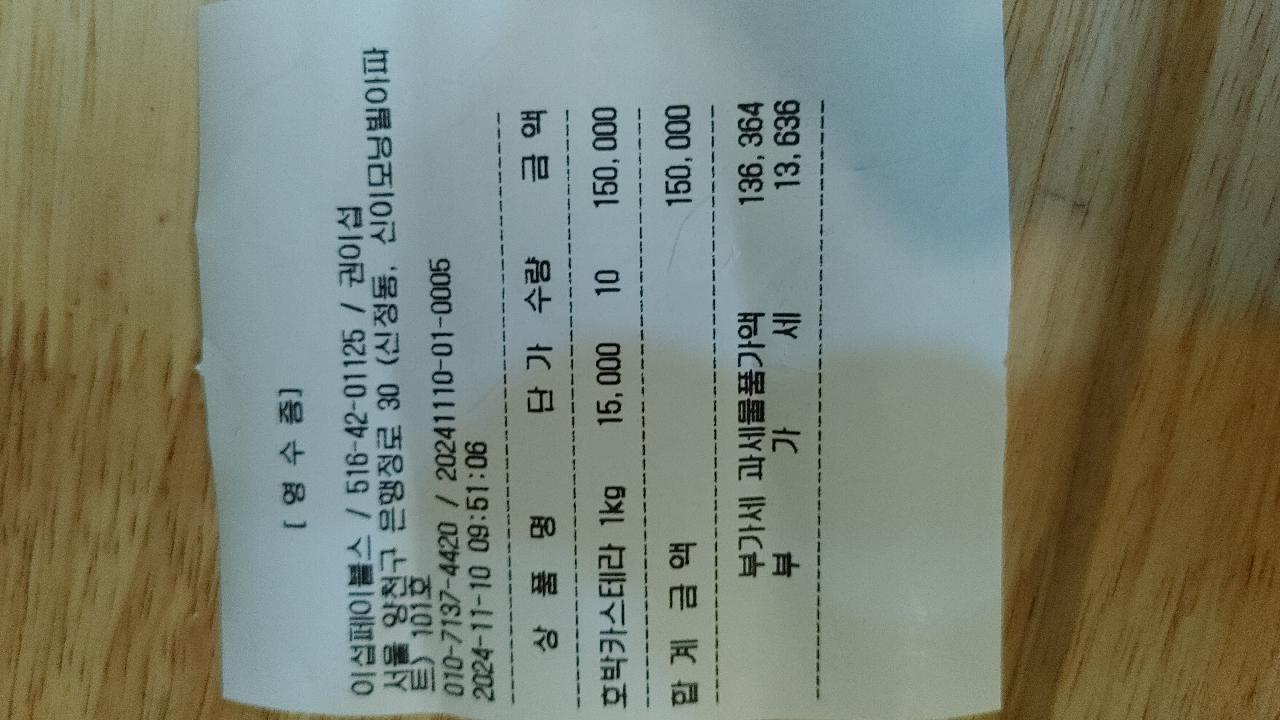 [ 영 수 증]
이섭페이블스 / 516-42-01125 / 권이섭
서울 양천구 은행정로 30 (신정동, 신이모닝빌아파
트) 101호
010-7137-4420 / 20241110-01-0005
2024-11-10 09:51:06
상 품 명 단 가 수량 금 액
호박카스테라 1kg 15,000 10 150,000
합 계 금 액 150,000
부가세 과세물품가액 136,364
부 가 세 13,636